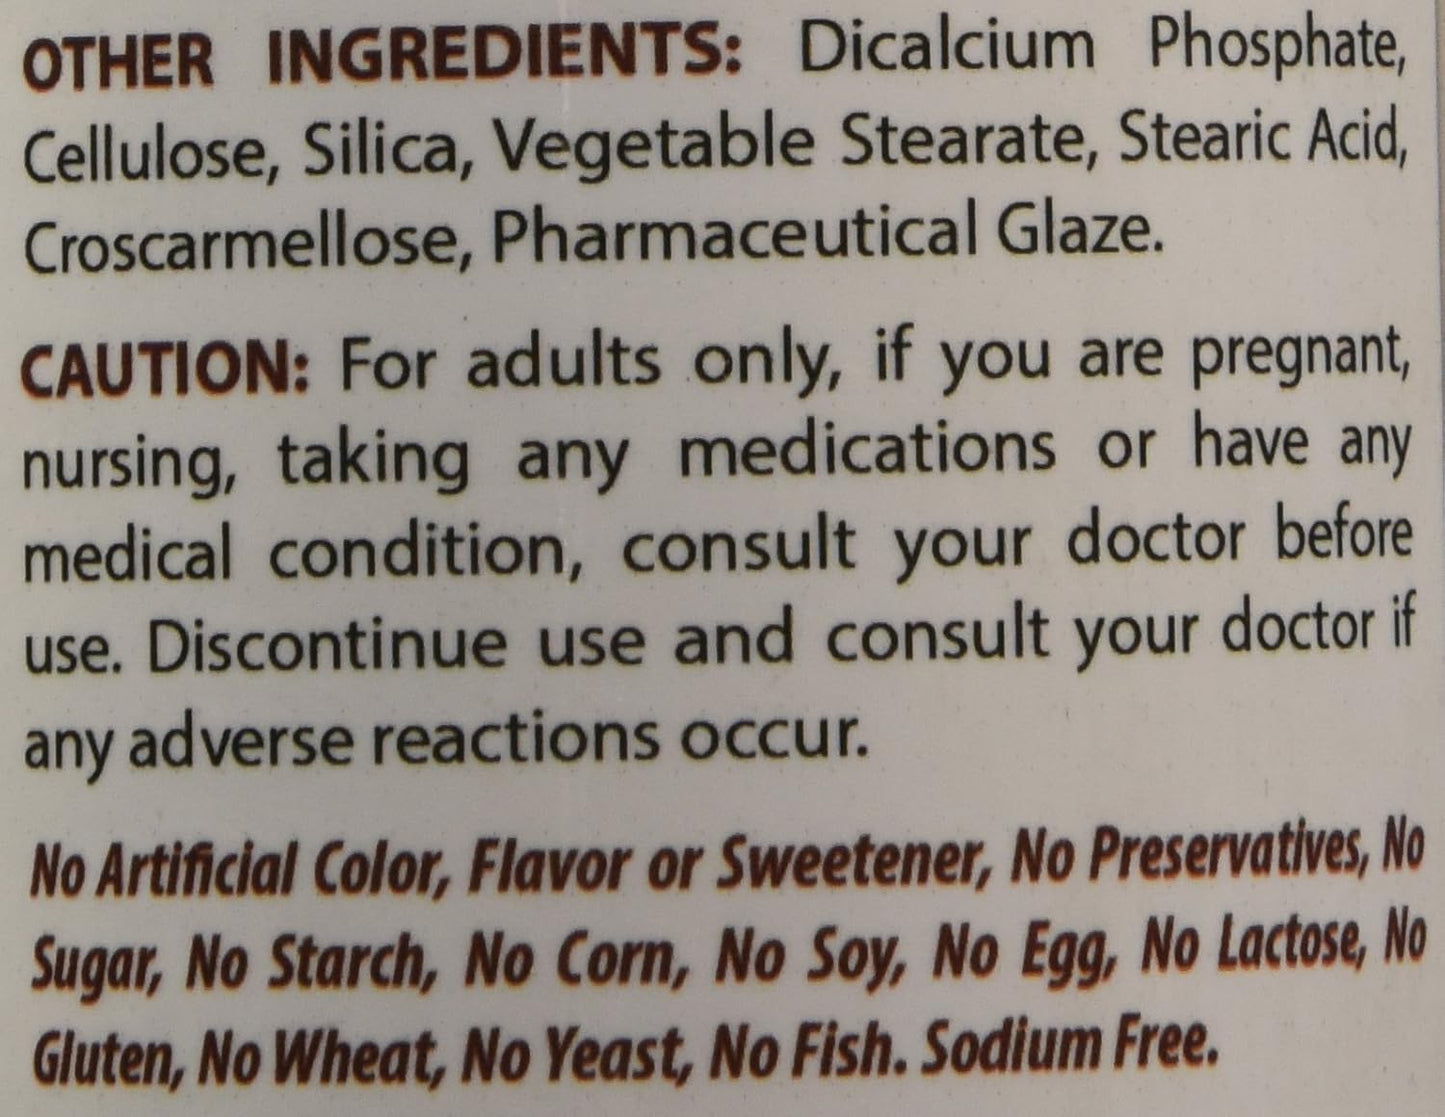 OTHER INGREDIENTS: Dicalcium Phosphate,
Cellulose, Silica, Vegetable Stearate, Stearic Acid,
Croscarmellose, Pharmaceutical Glaze.
CAUTION: For adults only, if you are pregnant,
nursing, taking any medications or have any
medical condition, consult your doctor before
use. Discontinue use and consult your doctor if
any adverse reactions occur.
No Artificial Color, Flavor or Sweetener, No Preservatives, No
Sugar, No Starch, No Corn, No Soy, No Egg, No Lactose, No
Gluten, No Wheat, No Yeast, No Fish. Sodium Free.